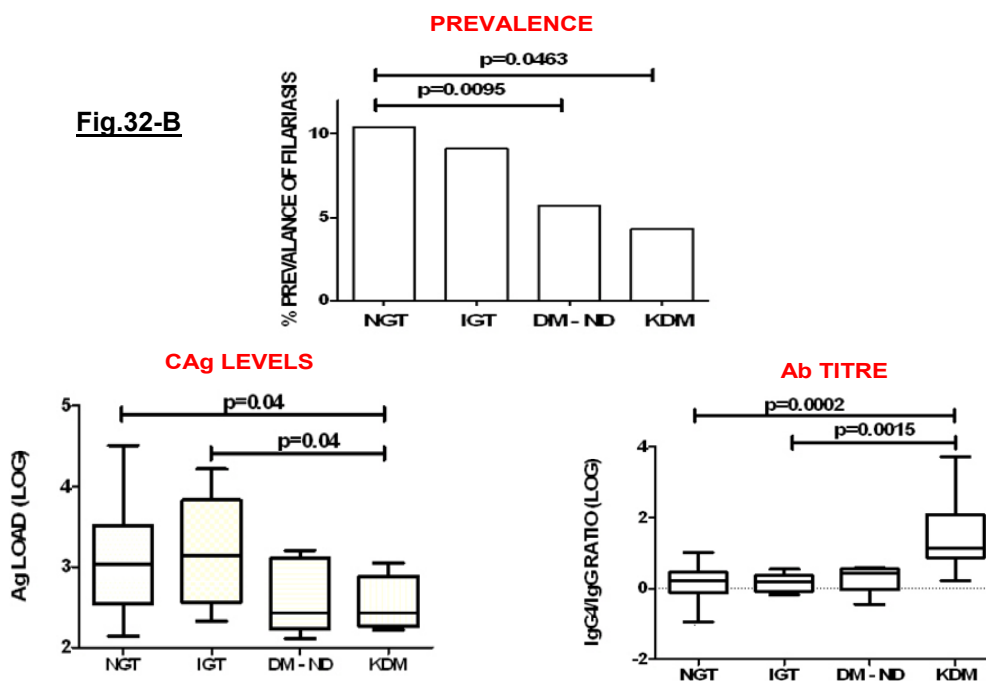 PREVALENCE
p=0.0463
p=0.0095
Fig.32-B
% PREVALANCE OF FILARIASIS
10
5
0
NGT IGT DM - ND KDM
CAg LEVELS
p=0.04
p=0.04
Ag LOAD (LOG)
5
4
3
2
NGT IGT DM - ND KDM
Ab TITRE
p=0.0002
p=0.0015
IgG4/IgG RATIO (LOG)
4
2
0
-2
NGT IGT DM - ND KDM